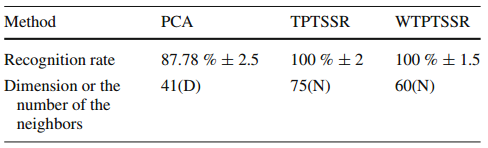 Method PCA TPTSSR WTPTSSR
Recognition rate 87.78 % ± 2.5 100 % ± 2 100 % ± 1.5
Dimension or the 41(D) 75(N) 60(N)
number of the
neighbors